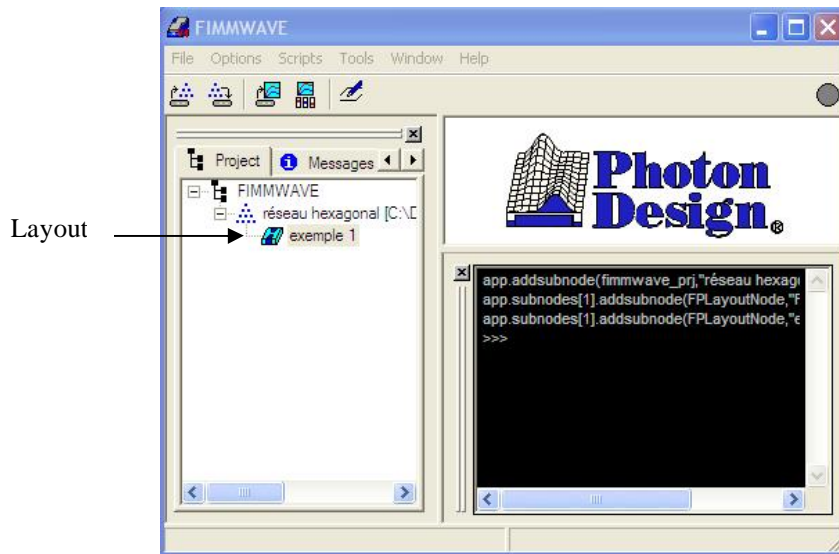 FIMMWAVE
File Options Scripts Tools Window Help
Project Messages
FIMMWAVE
réseau hexagonal [C:\D
exemple 1
Layout
Photon
Design®
app.addsubnode(fimmwave_prj,"réseau hexago
app.subnodes[1].addsubnode(FPLayoutNode,"F
app.subnodes[1].addsubnode(FPLayoutNode,"e
>>>